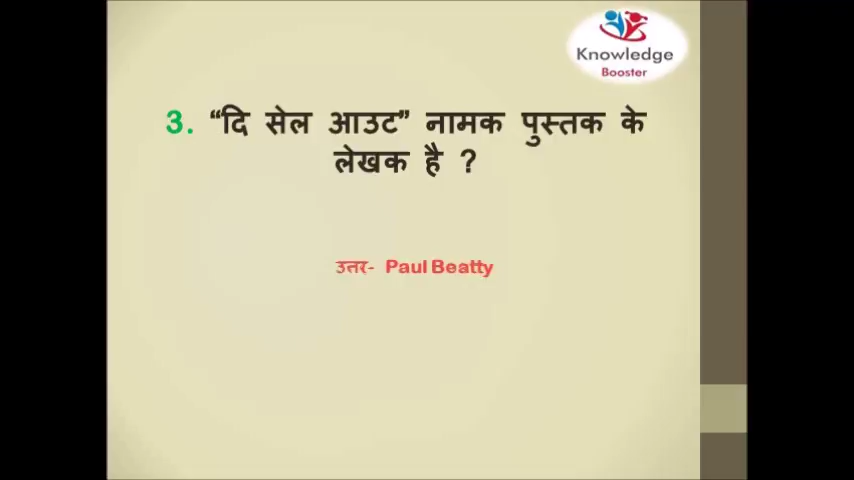 Knowledge
Booster
3. “दि सेल आउट” नामक पुस्तक के
लेखक है ?
उत्तर- Paul Beatty